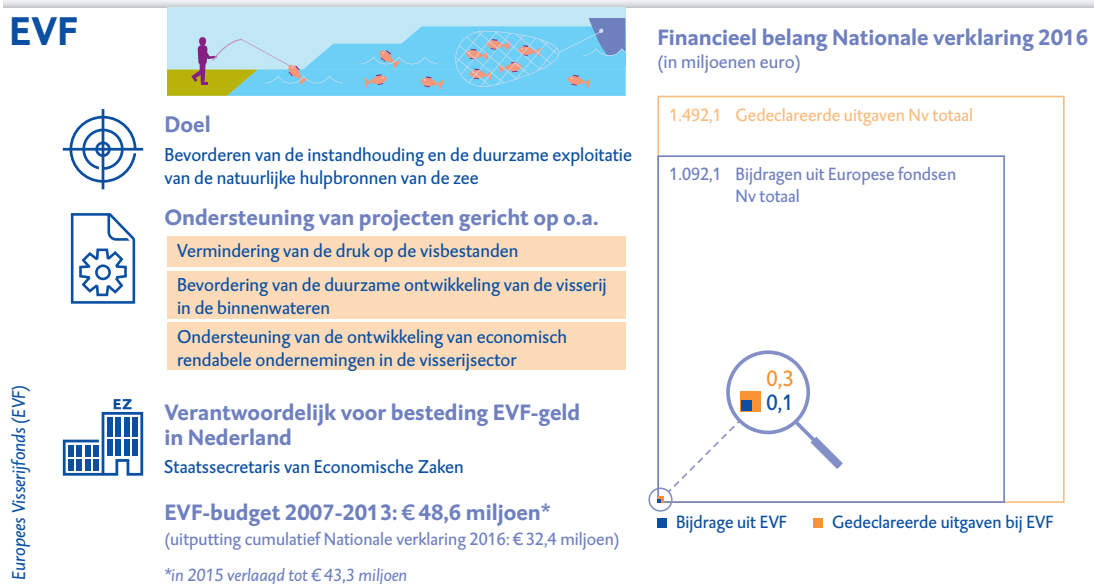 EVF
Doel
Bevorderen van de instandhouding en de duurzame exploitatie
van de natuurlijke hulpbronnen van de zee
Ondersteuning van projecten gericht op o.a.
Vermindering van de druk op de visbestanden
Bevordering van de duurzame ontwikkeling van de visserij
in de binnenwateren
Ondersteuning van de ontwikkeling van economisch
rendabele ondernemingen in de visserijsector
EZ
Verantwoordelijk voor besteding EVF-geld
in Nederland
Staatssecretaris van Economische Zaken
EVF-budget 2007-2013: € 48,6 miljoen*
(uitputting cumulatief Nationale verklaring 2016: € 32,4 miljoen)
*in 2015 verlaagd tot € 43,3 miljoen
Europees Visserijfonds (EVF)
Financieel belang Nationale verklaring 2016
(in miljoenen euro)
1.492,1 Gedeclareerde uitgaven Nv totaal
1.092,1 Bijdragen uit Europese fondsen
Nv totaal
0,3
0,1
Bijdrage uit EVF
Gedeclareerde uitgaven bij EVF